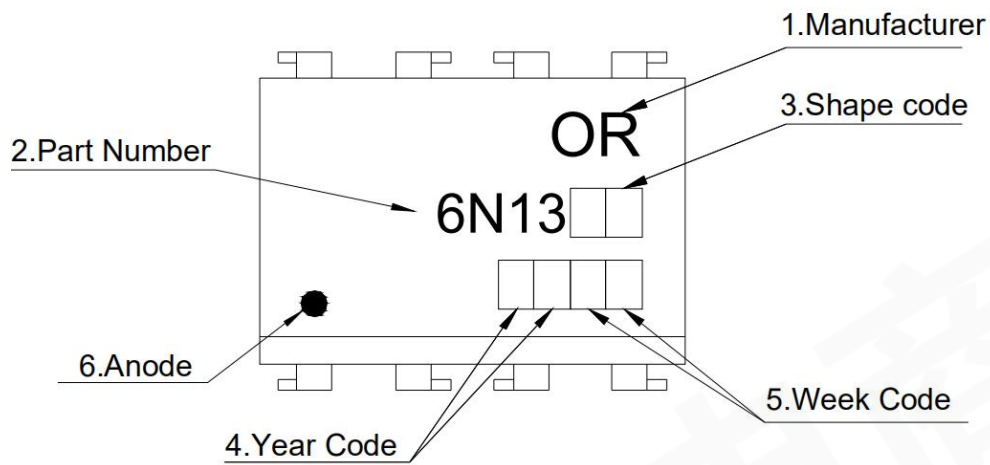 1.Manufacturer
OR
3.Shape code
2.Part Number
6N13
6.Anode
5.Week Code
4.Year Code